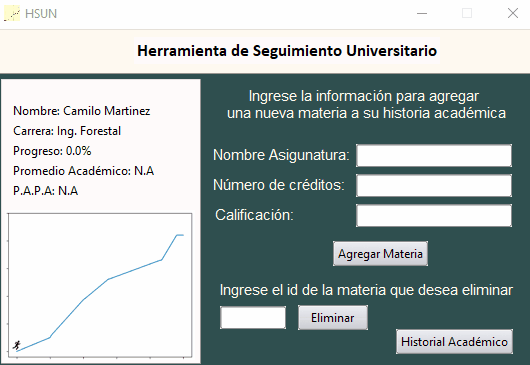 HSUN
Herramienta de Seguimiento Universitario
Nombre: Camilo Martinez
Carrera: Ing. Forestal
Progreso: 0.0%
Promedio Académico: N.A
P.A.P.A: N.A
Ingrese la información para agregar
una nueva materia a su historia académica
Nombre Asigunatura:
Número de créditos:
Calificación:
Agregar Materia
Ingrese el id de la materia que desea eliminar
Eliminar
Historial Académico